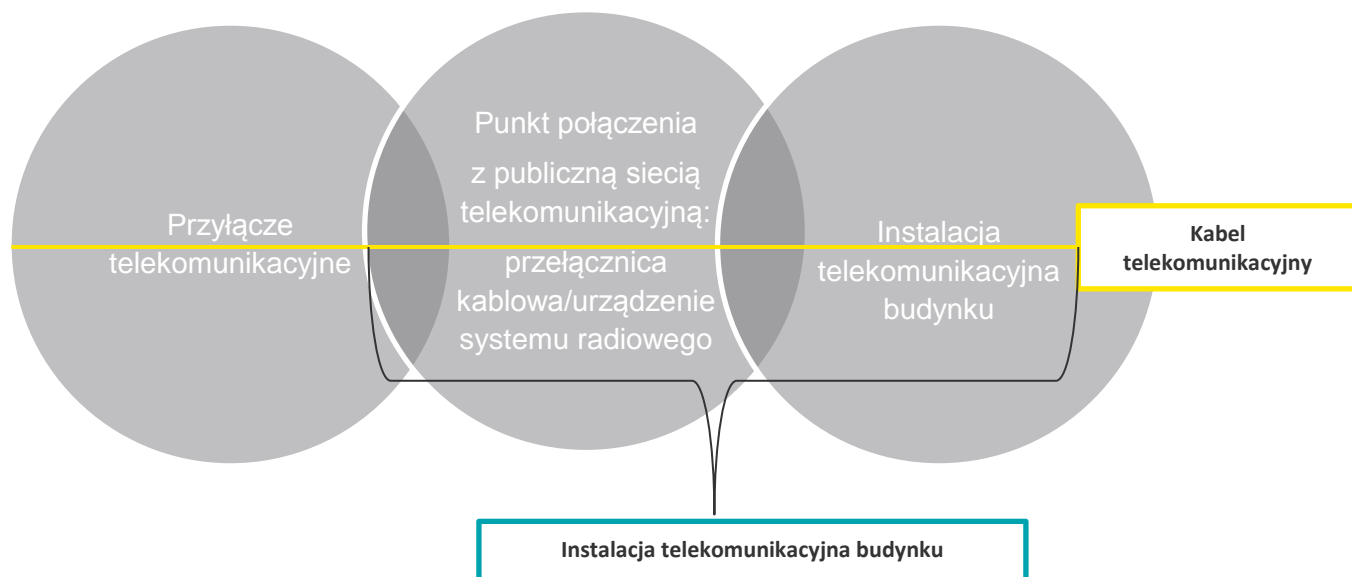 Przyłącze
telekomunikacyjne
Punkt połączenia
z publiczną siecią
telekomunikacyjną:
przełącznica
kablowa/urządzenie
systemu radiowego
Instalacja
telekomunikacyjna
budynku
Kabel
telekomunikacyjny
Instalacja telekomunikacyjna budynku